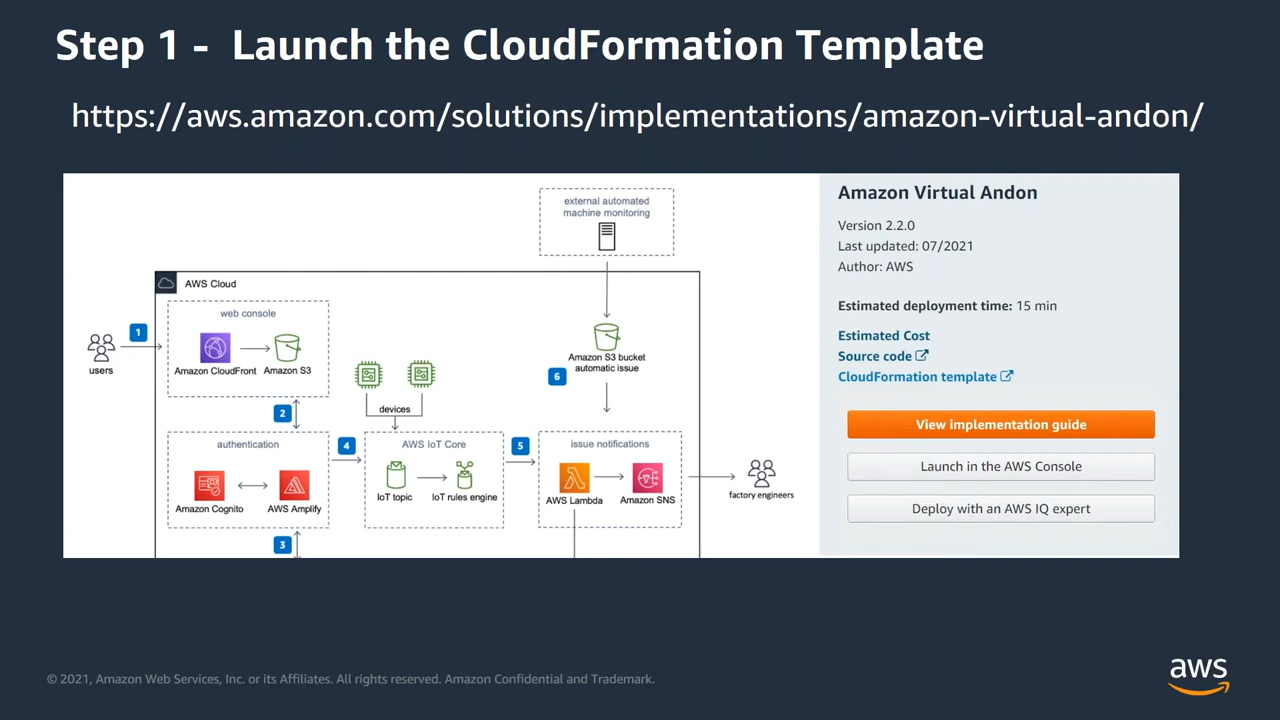 Step 1 -  Launch the CloudFormation Template
https://aws.amazon.com/solutions/implementations/amazon-virtual-andon/
external automated
machine monitoring
AWS Cloud
web console
1
users
Amazon CloudFront
Amazon S3
2
devices
Amazon S3 bucket
automatic issue
6
authentication
4
AWS IoT Core
5
issue notifications
Amazon Cognito
AWS Amplify
IoT topic
IoT rules engine
AWS Lambda
Amazon SNS
factory engineers
3
Amazon Virtual Andon
Version 2.2.0
Last updated: 07/2021
Author: AWS
Estimated deployment time: 15 min
Estimated Cost
Source code
CloudFormation template
View implementation guide
Launch in the AWS Console
Deploy with an AWS IQ expert
© 2021, Amazon Web Services, Inc. or its Affiliates. All rights reserved. Amazon Confidential and Trademark.
aws